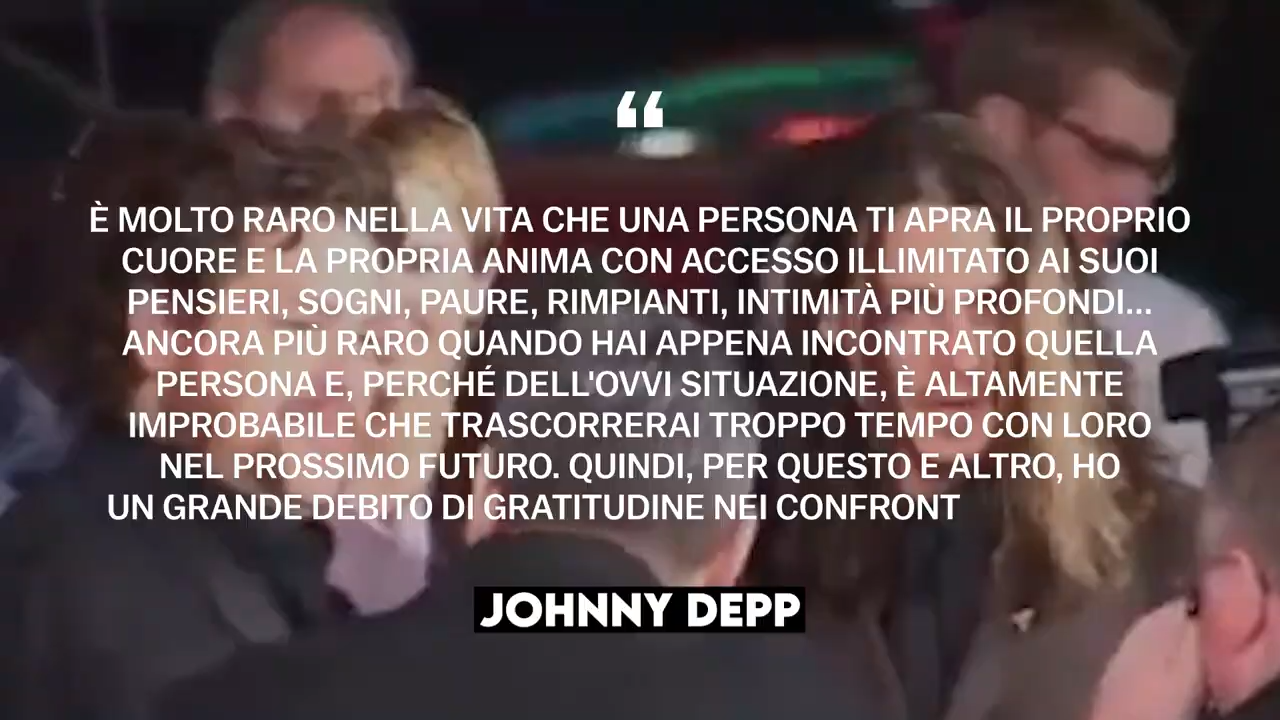 “
È MOLTO RARO NELLA VITA CHE UNA PERSONA TI APRA IL PROPRIO
CUORE E LA PROPRIA ANIMA CON ACCESSO ILLIMITATO AI SUOI
PENSIERI, SOGNI, PAURE, RIMPIANTI, INTIMITÀ PIÙ PROFONDI...
ANCORA PIÙ RARO QUANDO HAI APPENA INCONTRATO QUELLA
PERSONA E, PERCHÉ DELL'OVVI SITUAZIONE, È ALTAMENTE
IMPROBABILE CHE TRASCORRERAI TROPPO TEMPO CON LORO
NEL PROSSIMO FUTURO. QUINDI, PER QUESTO E ALTRO, HO
UN GRANDE DEBITO DI GRATITUDINE NEI CONFRONT
JOHNNY DEPP